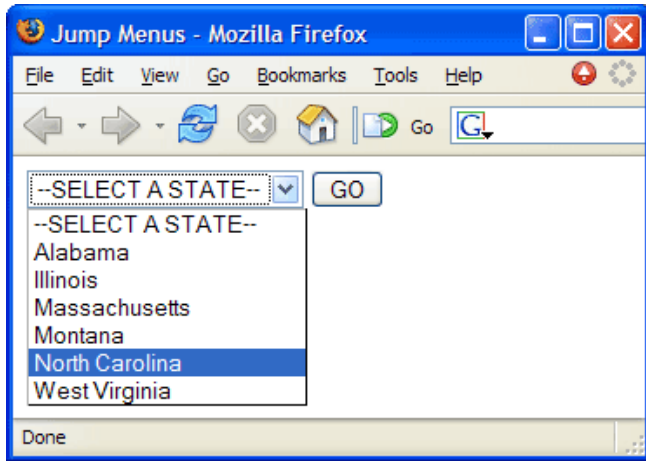 Jump Menus - Mozilla Firefox
File Edit View Go Bookmarks Tools Help
Go G
--SELECT A STATE-- GO
--SELECT A STATE--
Alabama
Illinois
Massachusetts
Montana
North Carolina
West Virginia
Done